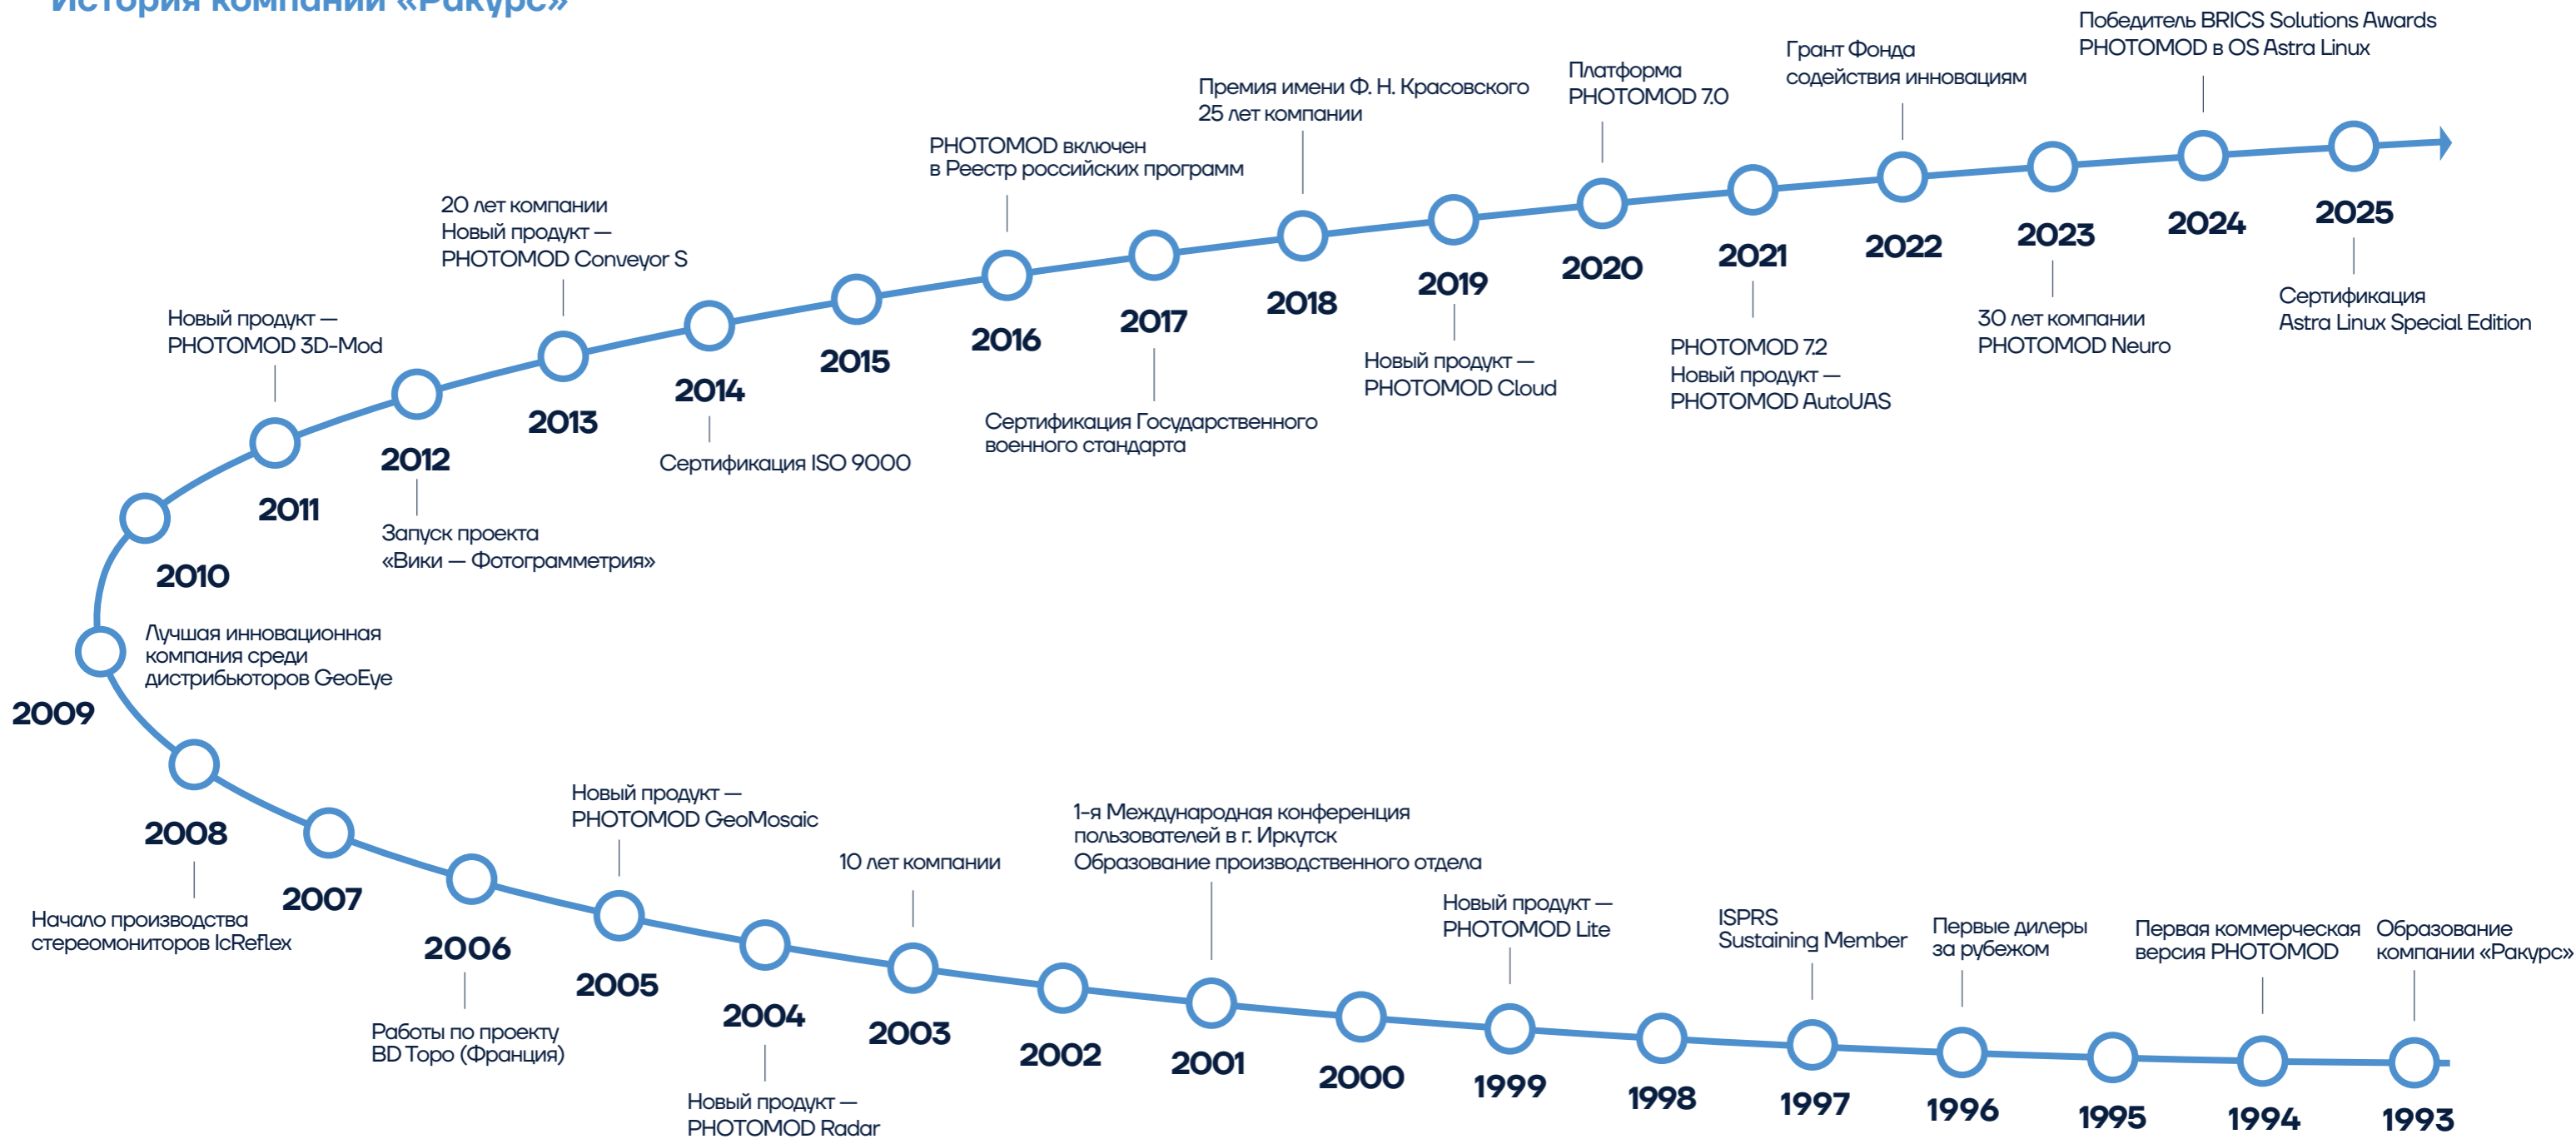 История компании «Ракурс»
Победитель BRICS Solutions Awards
PHOTOMOD в OS Astra Linux
Грант Фонда
содействия инновациям
Платформа
PHOTOMOD 7.0
Премия имени Ф. Н. Красовского
25 лет компании
PHOTOMOD включен
в Реестр российских программ
20 лет компании
Новый продукт —
PHOTOMOD Conveyor S
Новый продукт —
PHOTOMOD 3D-Mod
2025
2024
2023
2022
2021
2020
2019
2018
2017
2016
2015
2014
2013
2012
2011
2010
Сертификация
Astra Linux Special Edition
30 лет компании
PHOTOMOD Neuro
PHOTOMOD 7.2
Новый продукт —
PHOTOMOD AutoUAS
Новый продукт —
PHOTOMOD Cloud
Сертификация Государственного
военного стандарта
Сертификация ISO 9000
Запуск проекта
«Вики — Фотограмметрия»
Лучшая инновационная
компания среди
дистрибьюторов GeoEye
2009
2008
Начало производства
стереомониторов IcReflex
2007
2006
Работы по проекту
BD Topo (Франция)
Новый продукт —
PHOTOMOD GeoMosaic
2005
2004
Новый продукт —
PHOTOMOD Radar
10 лет компании
2003
2002
1-я Международная конференция
пользователей в г. Иркутск
Образование производственного отдела
2001
2000
Новый продукт —
PHOTOMOD Lite
1999
1998
ISPRS
Sustaining Member
1997
Первые дилеры
за рубежом
1996
1995
Первая коммерческая
версия PHOTOMOD
1994
Образование
компании «Ракурс»
1993